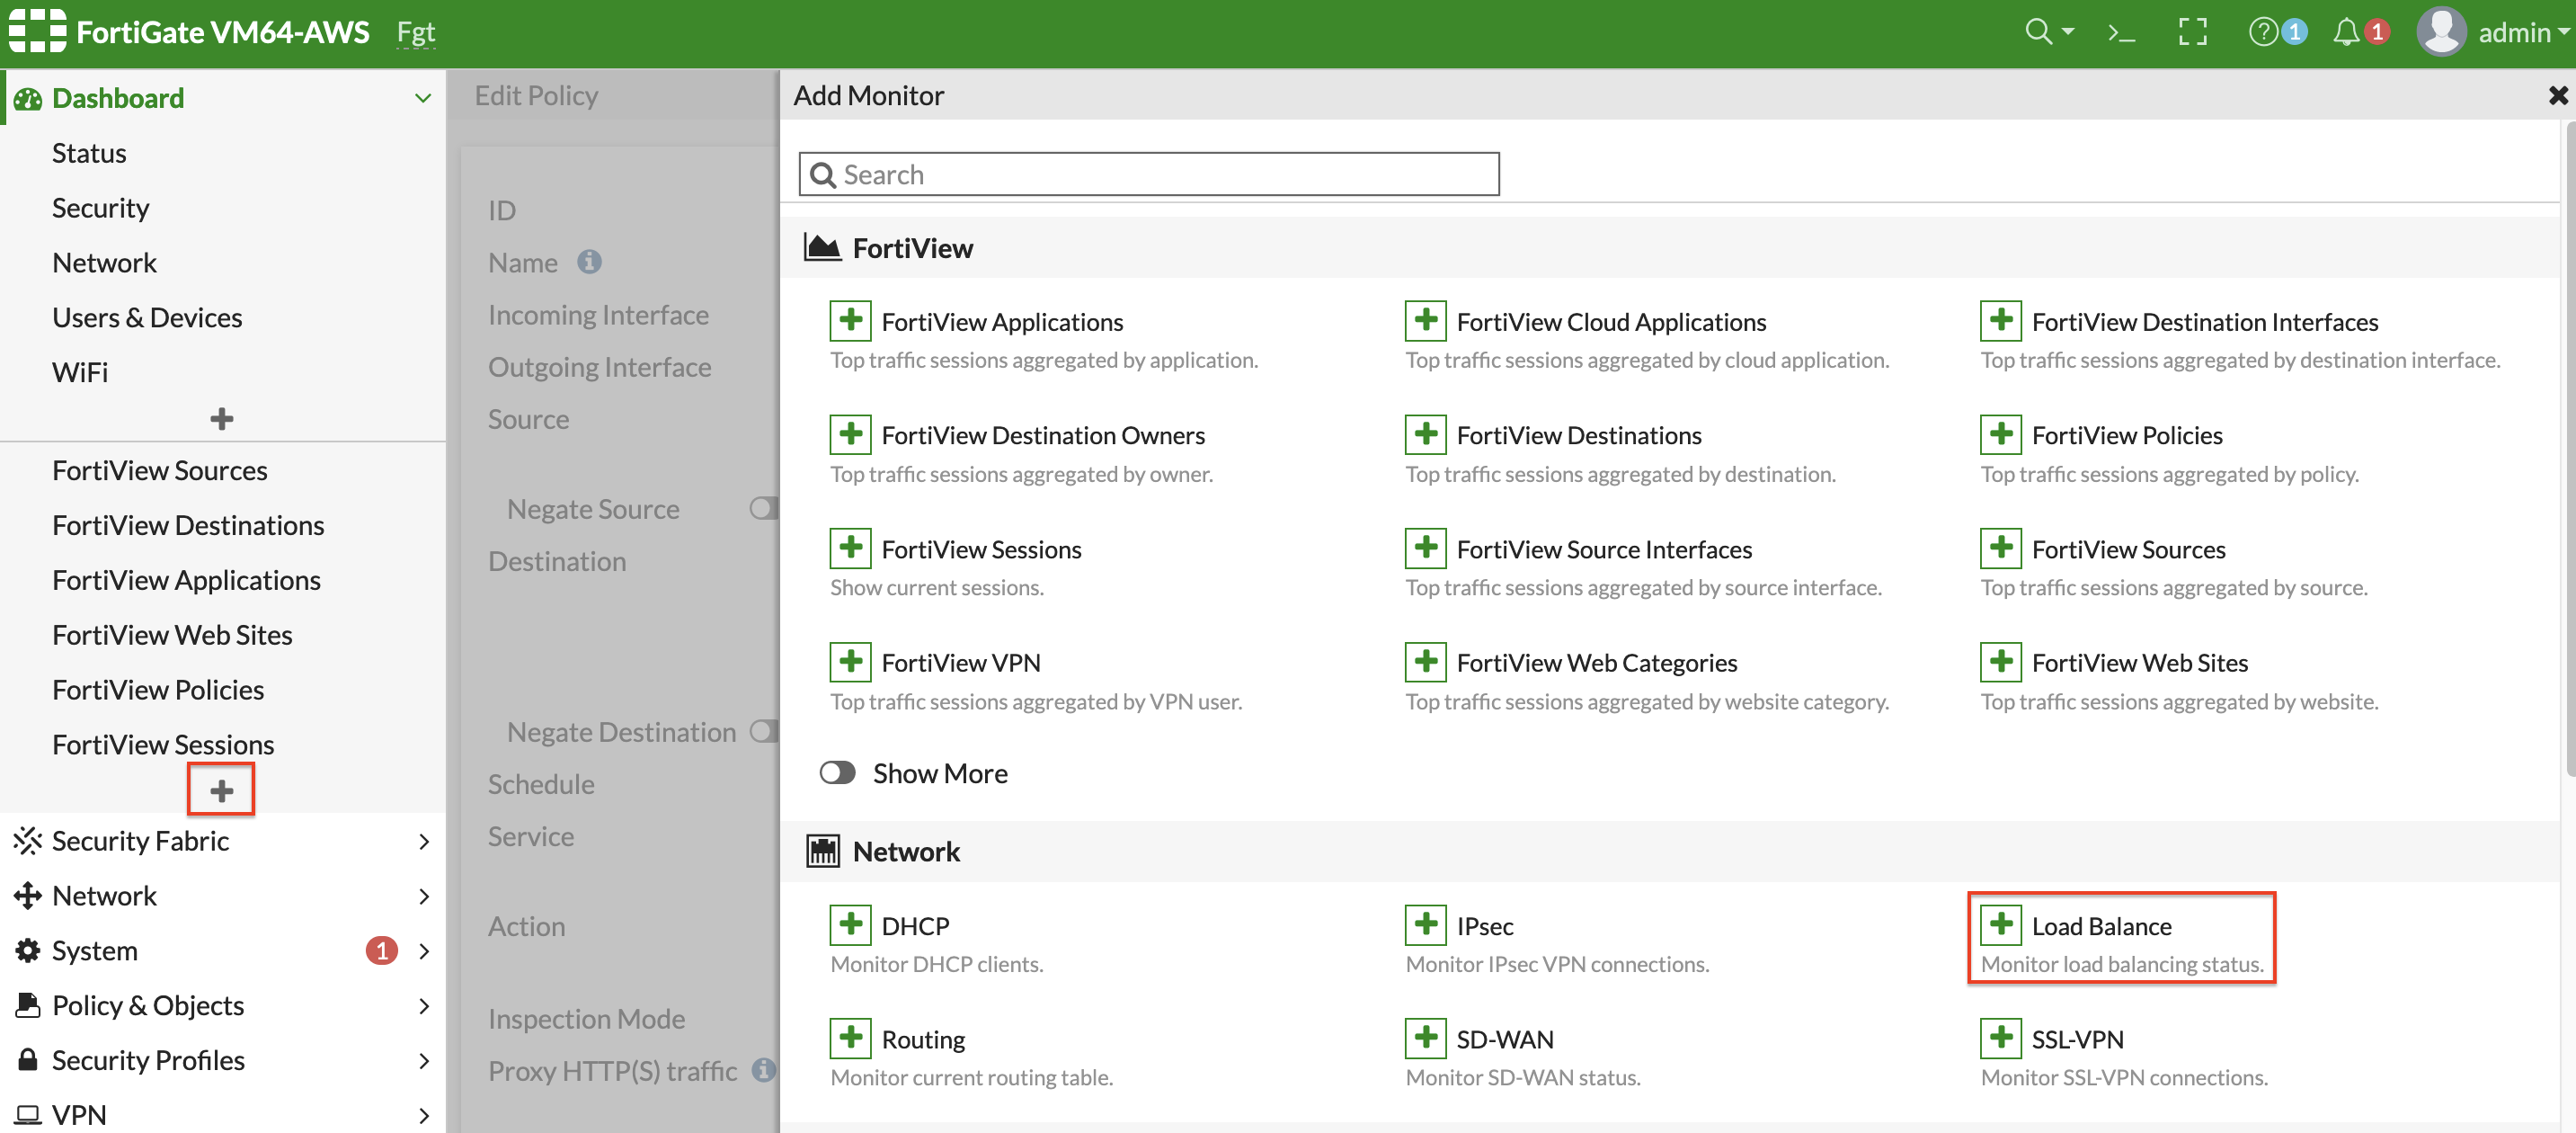 FortiGate VM64-AWS Fgt
1
1
admin
Dashboard
Status
Security
Network
Users & Devices
WiFi
FortiView Sources
FortiView Destinations
FortiView Applications
FortiView Web Sites
FortiView Policies
FortiView Sessions
Security Fabric
Network
System 1
Policy & Objects
Security Profiles
VPN
Edit Policy
ID
Name
Incoming Interface
Outgoing Interface
Source
Negate Source
Destination
Negate Destination
Schedule
Service
Action
Inspection Mode
Proxy HTTP(S) traffic
Add Monitor
Search
FortiView
FortiView Applications
Top traffic sessions aggregated by application.
FortiView Cloud Applications
Top traffic sessions aggregated by cloud application.
FortiView Destination Interfaces
Top traffic sessions aggregated by destination interface.
FortiView Destination Owners
Top traffic sessions aggregated by owner.
FortiView Destinations
Top traffic sessions aggregated by destination.
FortiView Policies
Top traffic sessions aggregated by policy.
FortiView Sessions
Show current sessions.
FortiView Source Interfaces
Top traffic sessions aggregated by source interface.
FortiView Sources
Top traffic sessions aggregated by source.
FortiView VPN
Top traffic sessions aggregated by VPN user.
FortiView Web Categories
Top traffic sessions aggregated by website category.
FortiView Web Sites
Top traffic sessions aggregated by website.
Show More
Network
DHCP
Monitor DHCP clients.
IPsec
Monitor IPsec VPN connections.
Load Balance
Monitor load balancing status.
Routing
Monitor current routing table.
SD-WAN
Monitor SD-WAN status.
SSL-VPN
Monitor SSL-VPN connections.